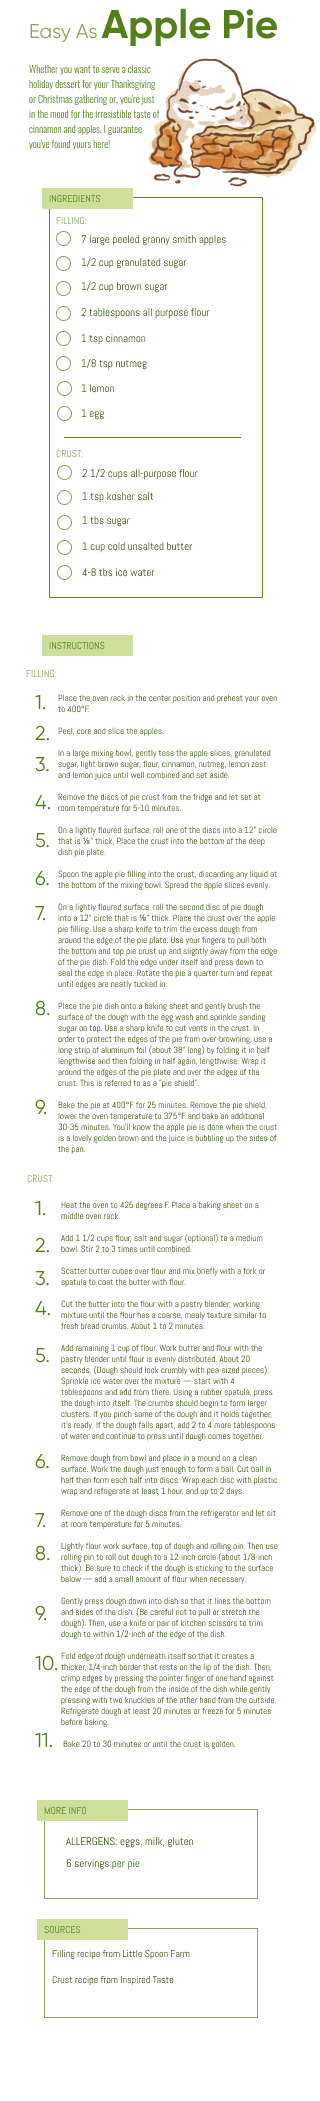 Easy As Apple Pie
Whether you want to serve a classic
holiday dessert for your Thanksgiving
or Christmas gathering or, you're just
in the mood for the irresistible taste of
cinnamon and apples, I guarantee
you've found yours here!
INGREDIENTS
FILLING:
7 large peeled granny smith apples
1/2 cup granulated sugar
1/2 cup brown sugar
2 tablespoons all purpose flour
1 tsp cinnamon
1/8 tsp nutmeg
1 lemon
1 egg
CRUST:
2 1/2 cups all-purpose flour
1 tsp kosher salt
1 tbs sugar
1 cup cold unsalted butter
4-8 tbs ice water
INSTRUCTIONS
FILLING:
1. Place the oven rack in the center position and preheat your oven
to 400°F.
2. Peel, core and slice the apples.
3. In a large mixing bowl, gently toss the apple slices, granulated
sugar, light brown sugar, flour, cinnamon, nutmeg, lemon zest
and lemon juice until well combined and set aside.
4. Remove the discs of pie crust from the fridge and let set at
room temperature for 5-10 minutes.
5. On a lightly floured surface, roll one of the discs into a 12" circle
that is ⅛" thick, Place the crust into the bottom of the deep
dish pie plate.
6. Spoon the apple pie filling into the crust, discarding any liquid at
the bottom of the mixing bowl. Spread the apple slices evenly.
7. On a lightly floured surface, roll the second disc of pie dough
into a 12" circle that is ⅛" thick. Place the crust over the apple
pie filling. Use a sharp knife to trim the excess dough from
around the edge of the pie plate. Use your fingers to pull both
the bottom and top pie crust up and slightly away from the edge
of the pie dish. Fold the edge under itself and press down to
seal the edge in place. Rotate the pie a quarter turn and repeat
until edges are neatly tucked in.
8. Place the pie dish onto a baking sheet and gently brush the
surface of the dough with the egg wash and sprinkle sanding
sugar on top. Use a sharp knife to cut vents in the crust. In
order to protect the edges of the pie from over-browning, use a
long strip of aluminum foil (about 38" long) by folding it in half
lengthwise and then folding in half again, lengthwise. Wrap it
around the edges of the pie plate and over the edges of the
crust. This is referred to as a "pie shield".
9. Bake the pie at 400°F for 25 minutes. Remove the pie shield,
lower the oven temperature to 375°F and bake an additional
30-35 minutes. You'll know the apple pie is done when the crust
is a lovely golden brown and the juice is bubbling up the sides of
the pan.
CRUST:
1. Heat the oven to 425 degrees F. Place a baking sheet on a
middle oven rack.
2. Add 1 1/2 cups flour, salt and sugar (optional) to a medium
bowl. Stir 2 to 3 times until combined.
3. Scatter butter cubes over flour and mix briefly with a fork or
spatula to coat the butter with flour.
4. Cut the butter into the flour with a pastry blender, working
mixture until the flour has a coarse, mealy texture similar to
fresh bread crumbs. About 1 to 2 minutes.
5. Add remaining 1 cup of flour. Work butter and flour with the
pastry blender until flour is evenly distributed. About 20
seconds. (Dough should look crumbly with pea-sized pieces).
Sprinkle ice water over the mixture — start with 4
tablespoons and add from there. Using a rubber spatula, press
the dough into itself. The crumbs should begin to form larger
clusters. If you pinch some of the dough and it holds together,
it's ready. If the dough falls apart, add 2 to 4 more tablespoons
of water and continue to press until dough comes together.
6. Remove dough from bowl and place in a mound on a clean
surface. Work the dough just enough to form a ball. Cut ball in
half then form each half into discs. Wrap each disc with plastic
wrap and refrigerate at least 1 hour, and up to 2 days.
7. Remove one of the dough discs from the refrigerator and let sit
at room temperature for 5 minutes.
8. Lightly flour work surface, top of dough and rolling pin. Then use
rolling pin to roll out dough to a 12-inch circle (about 1/8-inch
thick). Be sure to check if the dough is sticking to the surface
below — add a small amount of flour when necessary.
9. Gently press dough down into dish so that it lines the bottom
and sides of the dish. (Be careful not to pull or stretch the
dough). Then, use a knife or pair of kitchen scissors to trim
dough to within 1/2-inch of the edge of the dish.
10. Fold edge of dough underneath itself so that it creates a
thicker, 1/4-inch border that rests on the lip of the dish. Then,
crimp edges by pressing the pointer finger of one hand against
the edge of the dough from the inside of the dish while gently
pressing with two knuckles of the other hand from the outside.
Refrigerate dough at least 20 minutes or freeze for 5 minutes
before baking.
11. Bake 20 to 30 minutes or until the crust is golden.
MORE INFO
ALLERGENS: eggs, milk, gluten
6 servings per pie
SOURCES
Filling recipe from Little Spoon Farm
Crust recipe from Inspired Taste